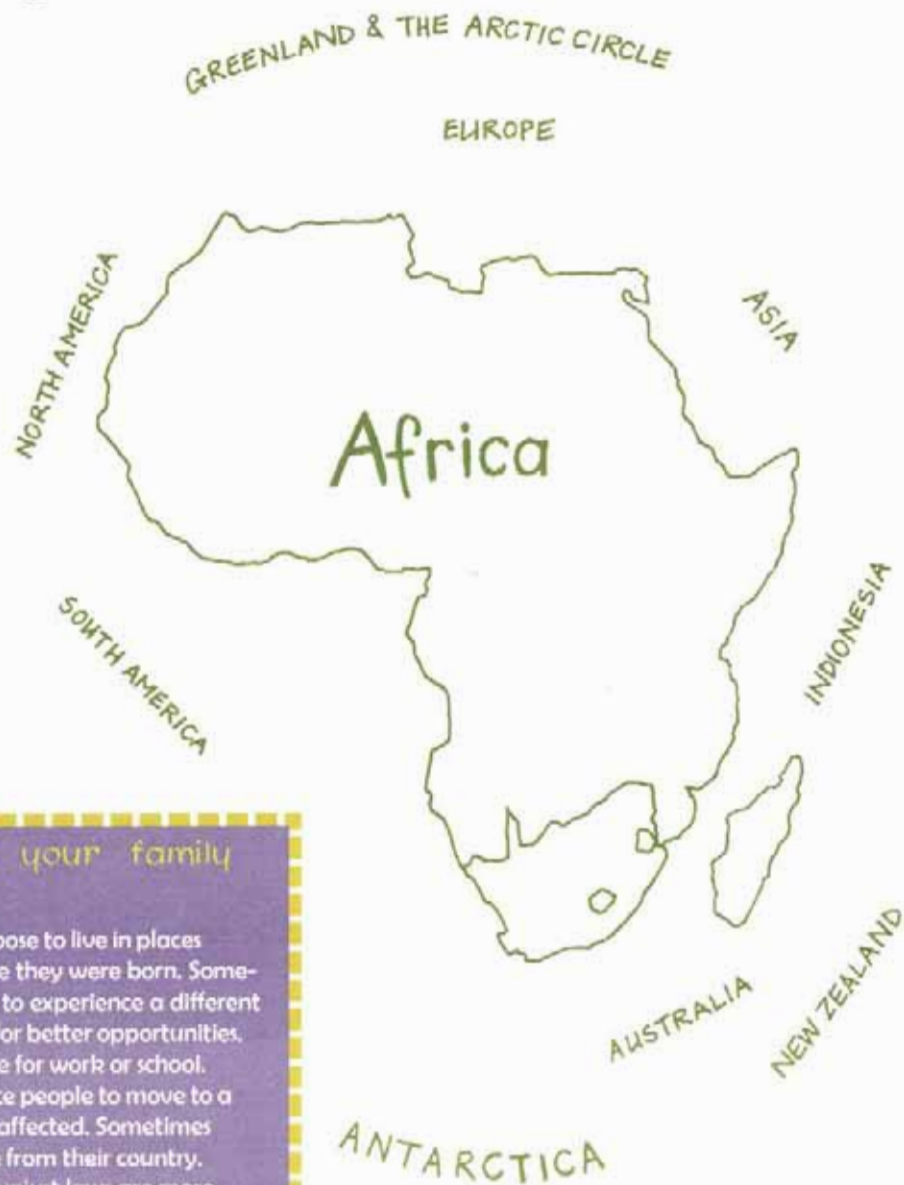 GREENLAND & THE ARCTIC CIRCLE
EUROPE
NORTH AMERICA
ASIA
Africa
SOUTH AMERICA
INDIONESIA
your family
pose to live in places
e they were born. Some-
to experience a different
or better opportunities,
e for work or school.
te people to move to a
affected. Sometimes
e from their country.
AUSTRALIA
NEW ZEALAND
ANTARCTICA